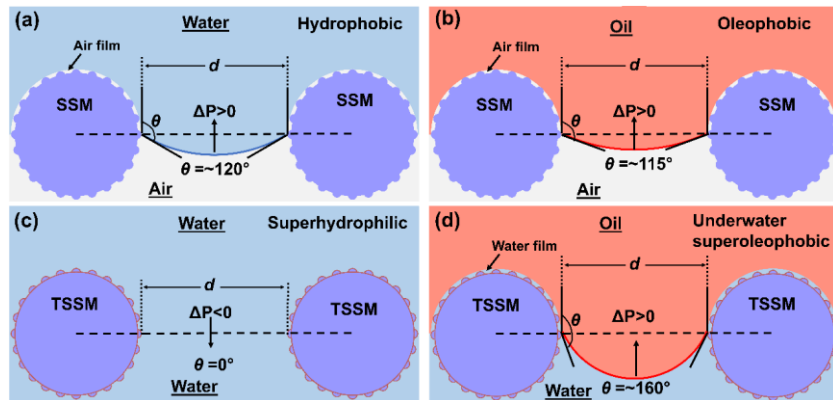 (a)
Water
Hydrophobic
Air film
d
θ
ΔP>0
SSM
SSM
θ =~120°
Air
(b)
Oil
Oleophobic
Air film
d
θ
ΔP>0
SSM
SSM
θ =~115°
Air
(c)
Water
Superhydrophilic
d
TSSM
ΔP<0
TSSM
θ =0°
Water
(d)
Oil
Underwater
superoleophobic
Water film
d
θ
TSSM
ΔP>0
TSSM
Water
θ =~160°